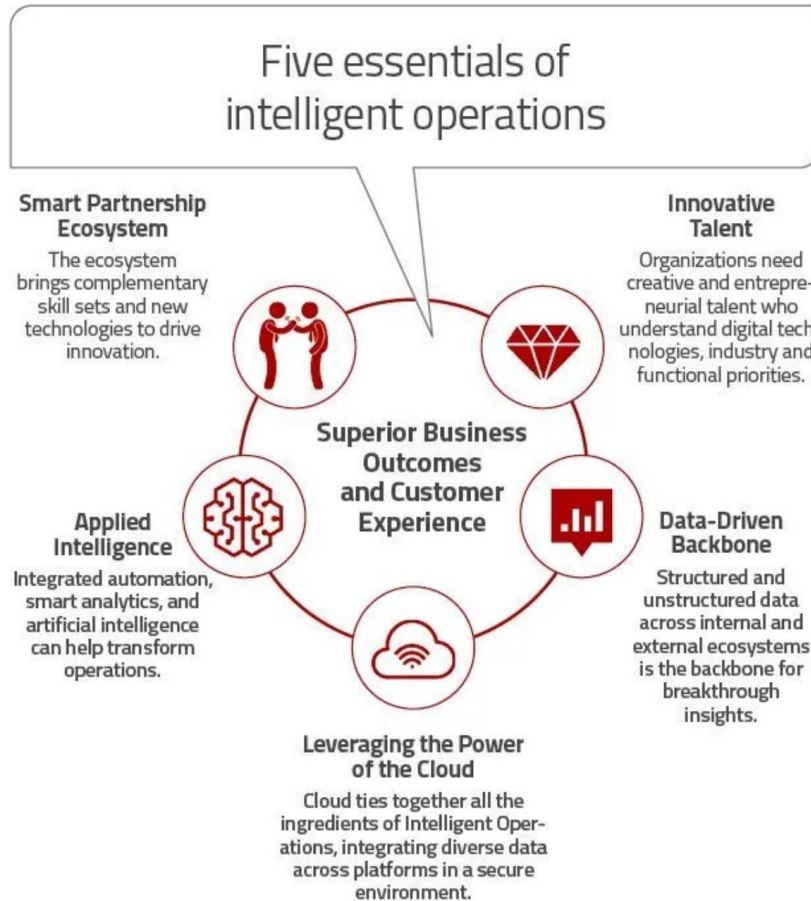 Five essentials of
intelligent operations
Smart Partnership
Ecosystem
The ecosystem
brings complementary
skill sets and new
technologies to drive
innovation.
Innovative
Talent
Organizations need
creative and entrepre-
neurial talent who
understand digital tech
nologies, industry and
functional priorities.
Superior Business
Outcomes
and Customer
Experience
Applied
Intelligence
Integrated automation,
smart analytics, and
artificial intelligence
can help transform
operations.
Data-Driven
Backbone
Structured and
unstructured data
across internal and
external ecosystems
is the backbone for
breakthrough
insights.
Leveraging the Power
of the Cloud
Cloud ties together all the
ingredients of Intelligent Oper-
ations, integrating diverse data
across platforms in a secure
environment.